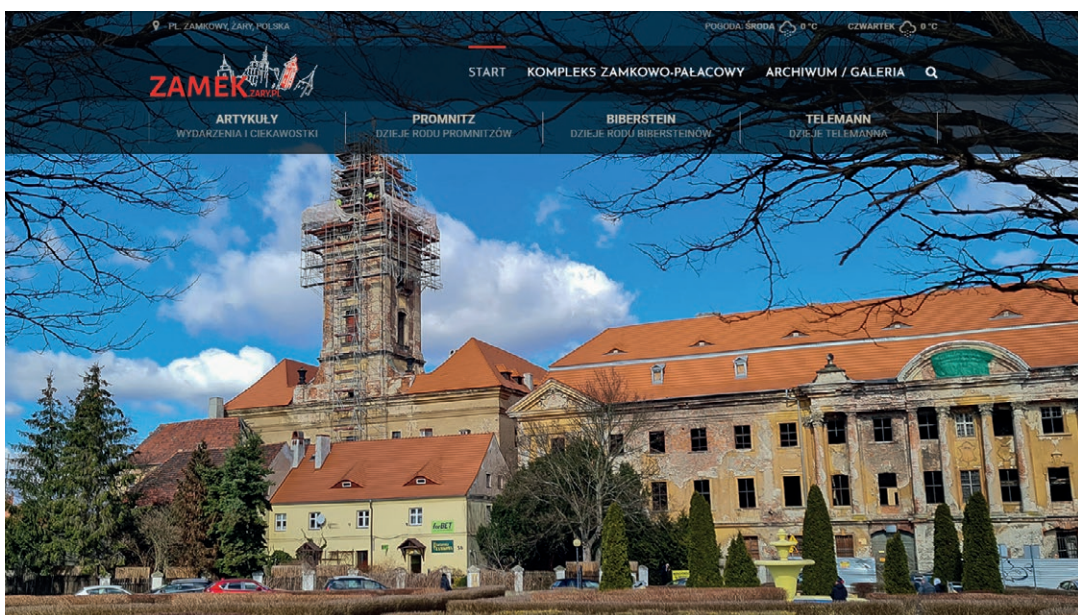 PL. ZAMKOWY, ŻARY, POLSKA
POGODA: ŚRODA 0 °C CZWARTEK 0 °C
ZAMEK
.ZARY.PL
START KOMPLEKS ZAMKOWO-PAŁACOWY ARCHIWUM / GALERIA
ARTYKUŁY PROMNITZ BIBERSTEIN TELEMANN
WYDARZENIA I CIEKAWOSTKI DZIEJE RODU PROMNITZÓW DZIEJE RODU BIBERSTEINÓW DZIEJE TELEMANNA